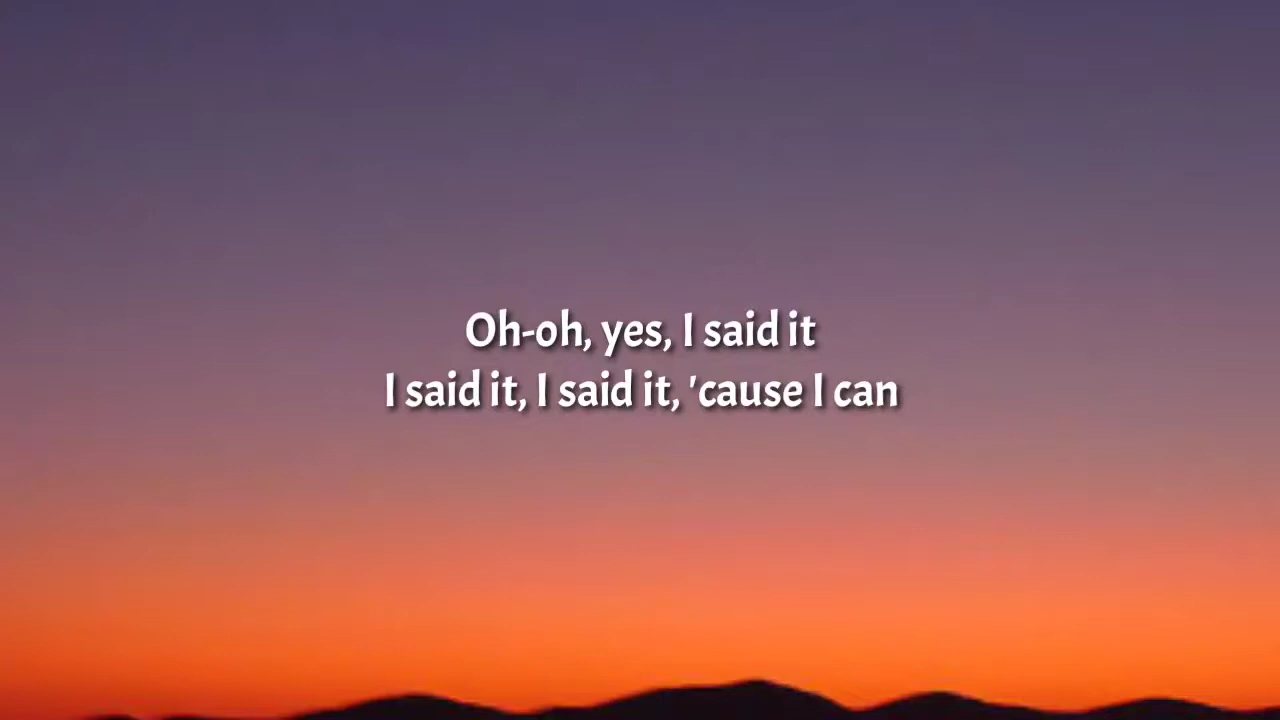 Oh-oh, yes, I said it
I said it, I said it, 'cause I can